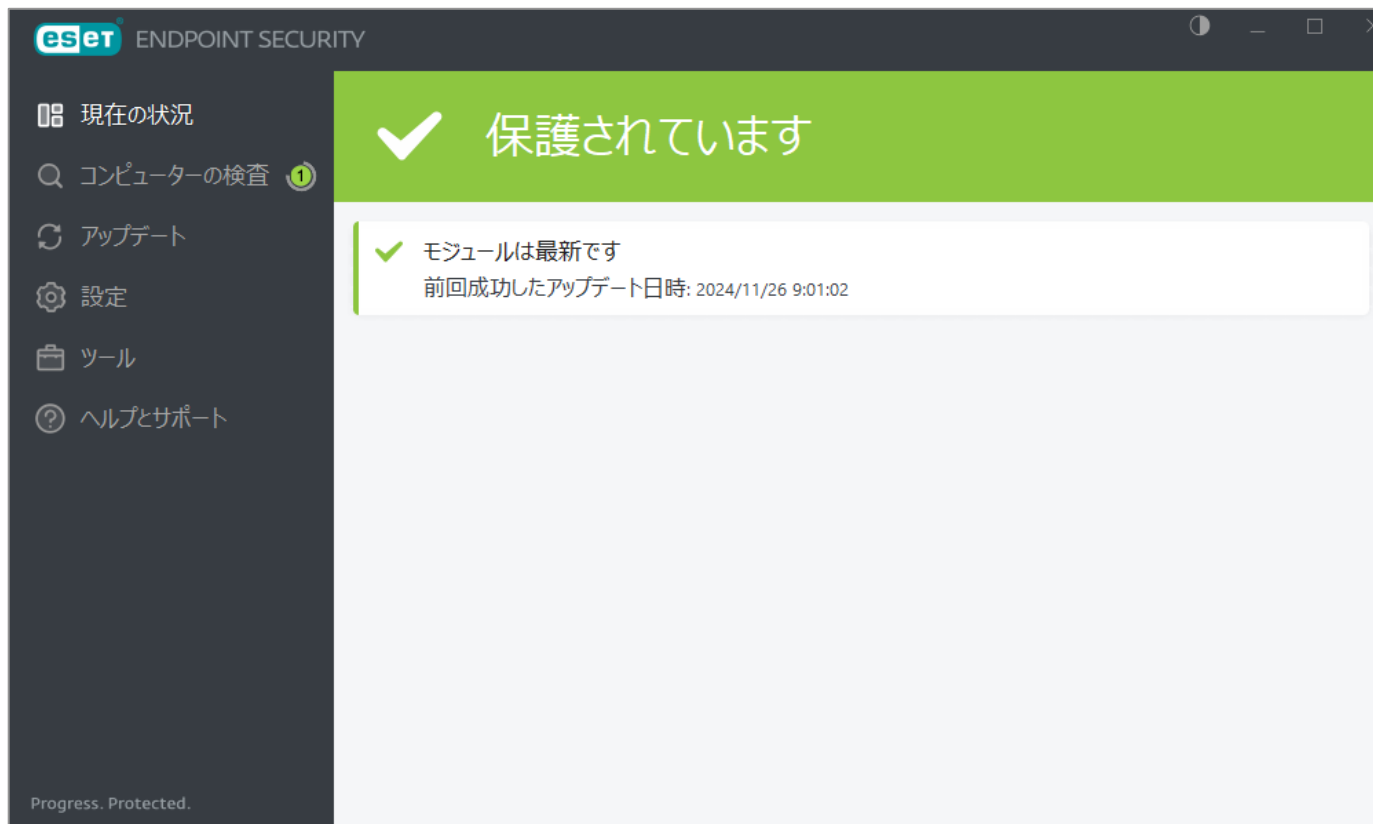 eset ENDPOINT SECURITY
現在の状況
コンピューターの検査 1
アップデート
設定
ツール
ヘルプとサポート
Progress. Protected.
保護されています
モジュールは最新です
前回成功したアップデート日時: 2024/11/26 9:01:02